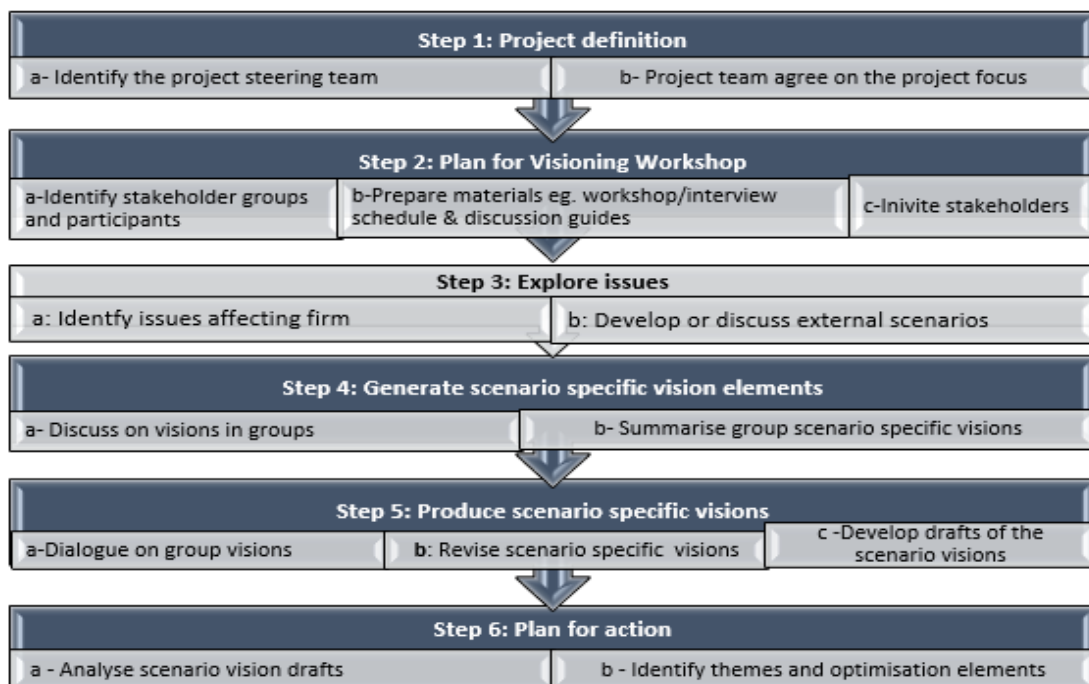 Step 1: Project definition
a- Identify the project steering team
b- Project team agree on the project focus
Step 2: Plan for Visioning Workshop
a-Identify stakeholder groups
and participants
b-Prepare materials eg. workshop/interview
schedule & discussion guides
c-Inivite stakeholders
Step 3: Explore issues
a: Identfy issues affecting firm
b: Develop or discuss external scenarios
Step 4: Generate scenario specific vision elements
a- Discuss on visions in groups
b- Summarise group scenario specific visions
Step 5: Produce scenario specific visions
a-Dialogue on group visions
b: Revise scenario specific visions
c -Develop drafts of the
scenario visions
Step 6: Plan for action
a - Analyse scenario vision drafts
b - Identify themes and optimisation elements